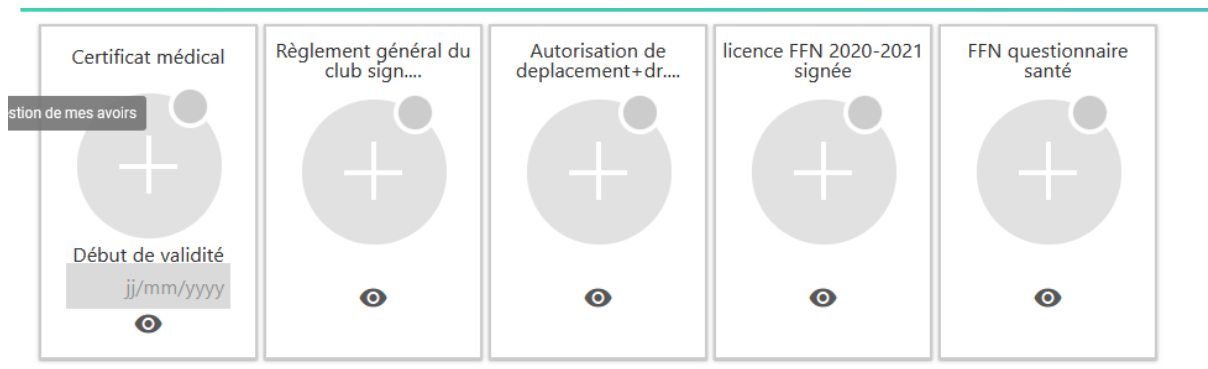 Certificat médical
stion de mes avoirs
Début de validité
jj/mm/yyyy
Règlement général du
club sign....
Autorisation de
deplacement+dr....
licence FFN 2020-2021
signée
FFN questionnaire
santé